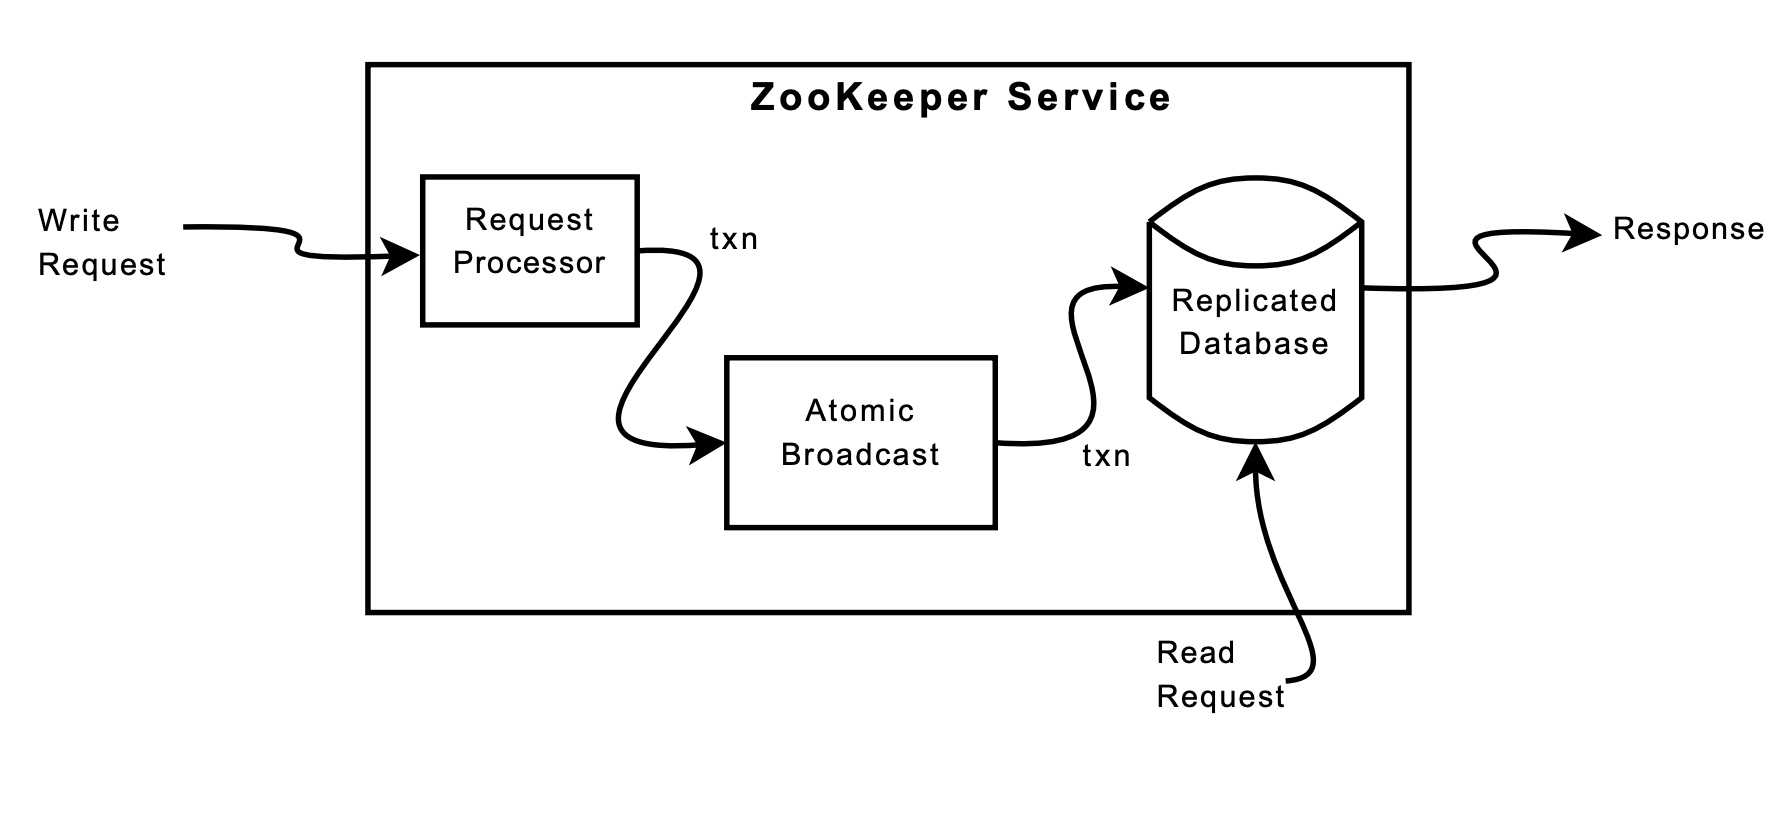 ZooKeeper Service
Write
Request
Request
Processor
txn
Atomic
Broadcast
txn
Replicated
Database
Response
Read
Request